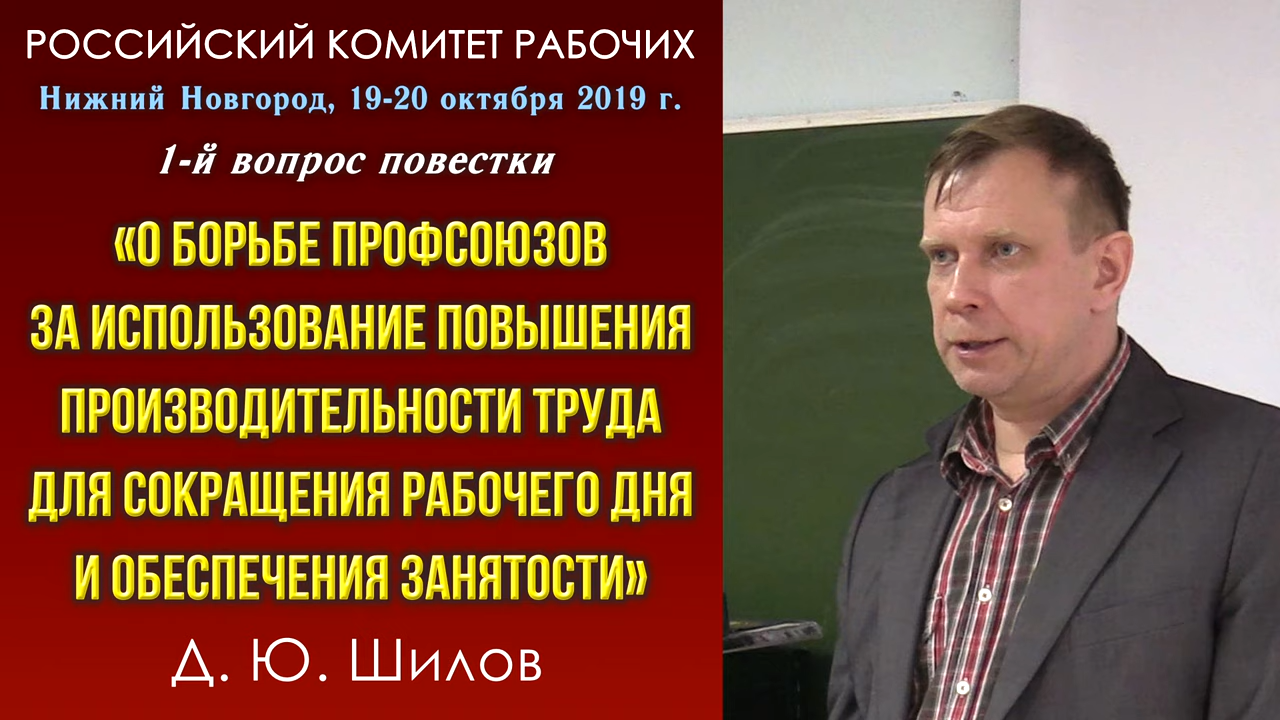 РОССИЙСКИЙ КОМИТЕТ РАБОЧИХ
Нижний Новгород, 19-20 октября 2019 г.
1-й вопрос повестки
«О БОРЬБЕ ПРОФСОЮЗОВ
ЗА ИСПОЛЬЗОВАНИЕ ПОВЫШЕНИЯ
ПРОИЗВОДИТЕЛЬНОСТИ ТРУДА
ДЛЯ СОКРАЩЕНИЯ РАБОЧЕГО ДНЯ
И ОБЕСПЕЧЕНИЯ ЗАНЯТОСТИ»
Д. Ю. Шилов